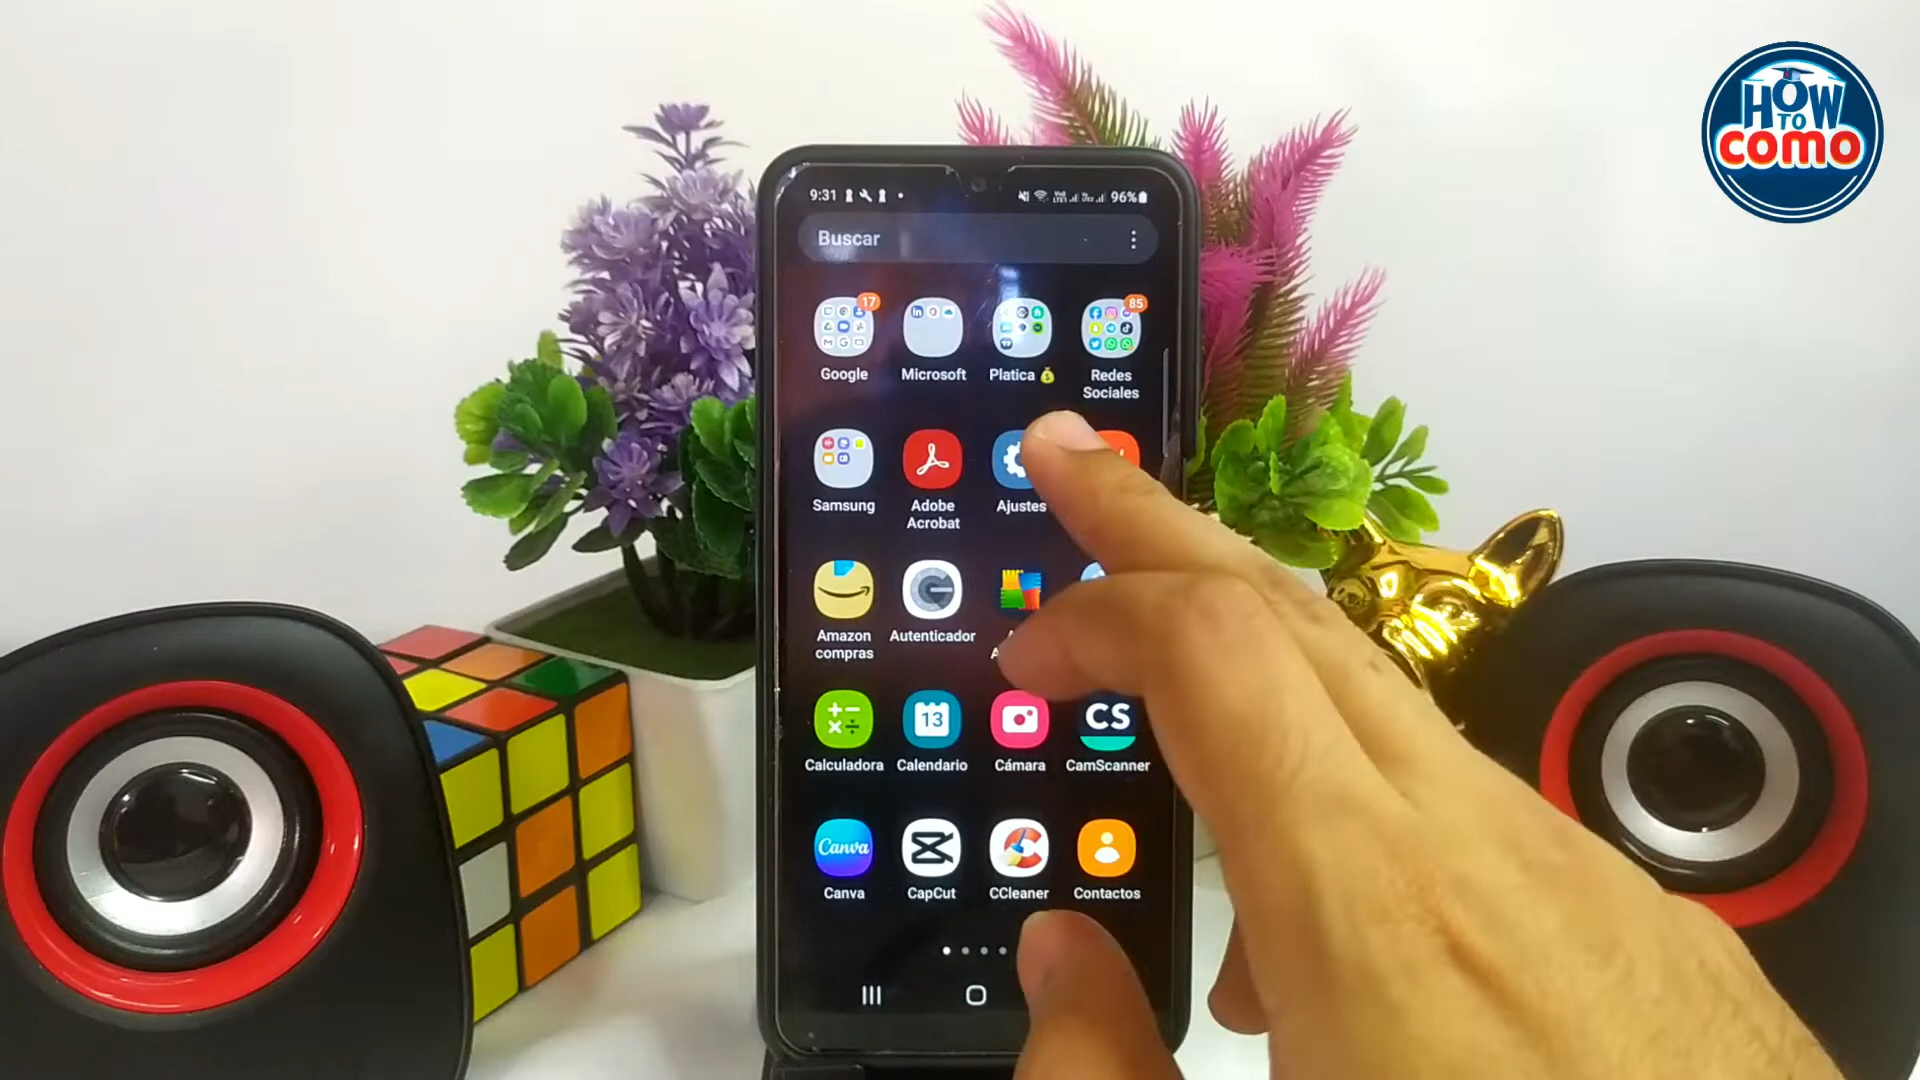 HOW
TO
como
9:31
96%
Buscar
17
85
Google
Microsoft
Platica
Redes
Sociales
Samsung
Adobe
Acrobat
Ajustes
Amazon
compras
Autenticador
13
CS
Calculadora
Calendario
Cámara
CamScanner
Canva
Canva
CapCut
CCleaner
Contactos